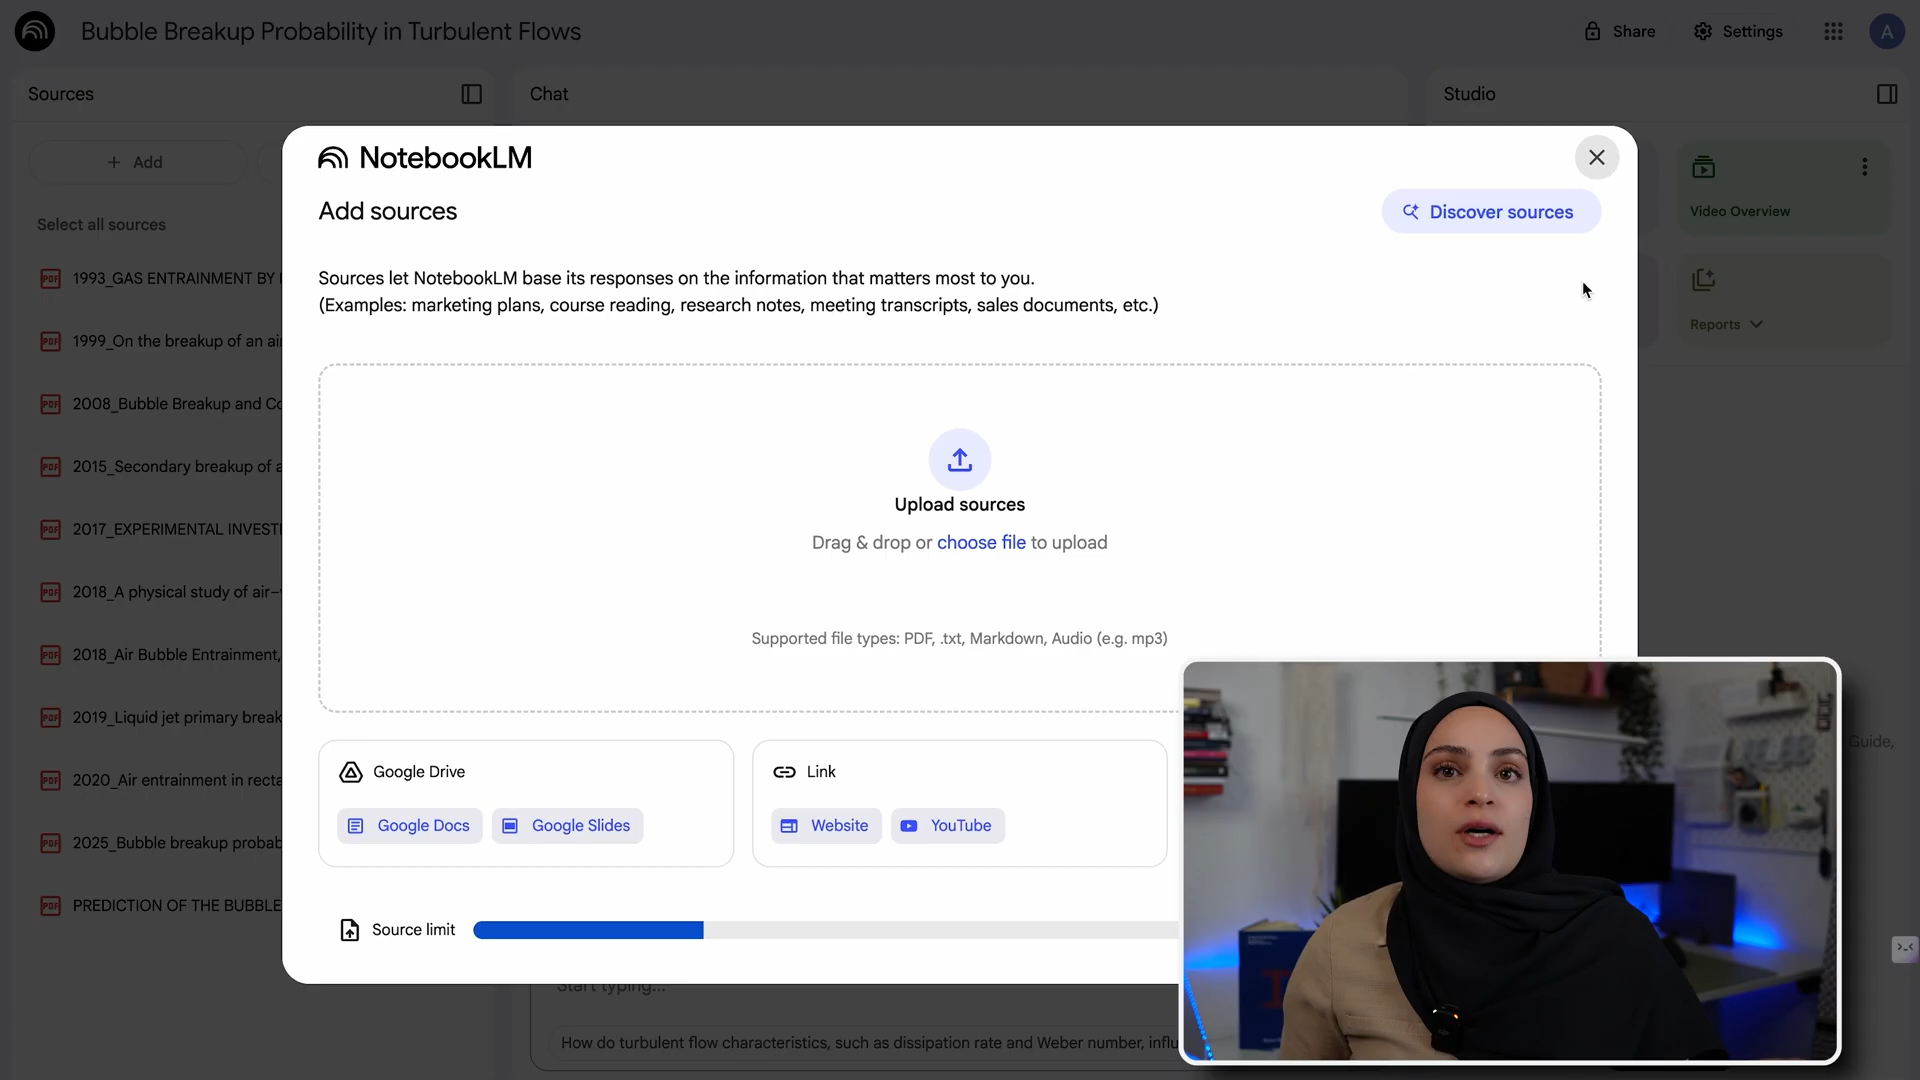 Bubble Breakup Probability in Turbulent Flows
Share
Settings
A
Sources
Chat
Studio
+ Add
Select all sources
1993_GAS ENTRAINMENT BY
1999_On the breakup of an ai
2008_Bubble Breakup and Co
2015_Secondary breakup of a
2017_EXPERIMENTAL INVESTI
2018_A physical study of air–
2018_Air Bubble Entrainment,
2019_Liquid jet primary break
2020_Air entrainment in recta
2025_Bubble breakup probab
PREDICTION OF THE BUBBLE
NotebookLM
Add sources
Discover sources
Sources let NotebookLM base its responses on the information that matters most to you.
(Examples: marketing plans, course reading, research notes, meeting transcripts, sales documents, etc.)
Upload sources
Drag & drop or choose file to upload
Supported file types: PDF, .txt, Markdown, Audio (e.g. mp3)
Google Drive
Google Docs
Google Slides
Link
Website
YouTube
Source limit
Start typing...
How do turbulent flow characteristics, such as dissipation rate and Weber number, influ
Video Overview
Reports
Guide,